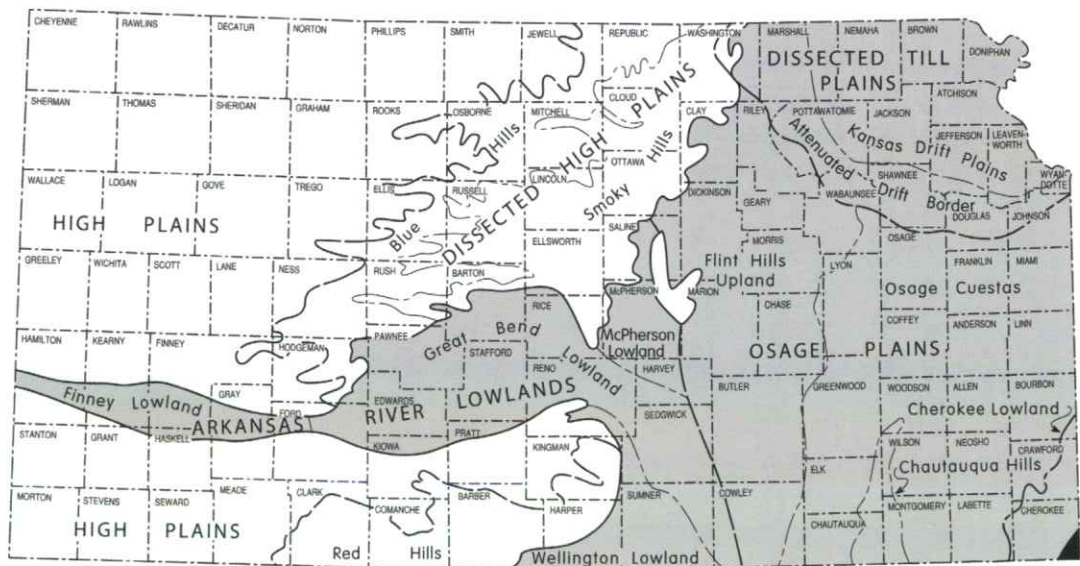 CHEYENNE
RAWLINS
DECATUR
NORTON
PHILLIPS
SMITH
JEWELL
REPUBLIC
WASHINGTON
MARSHALL
NEMAHA
BROWN
DONIPHAN
DISSECTED TILL
PLAINS
ATCHISON
SHERMAN
THOMAS
SHERIDAN
GRAHAM
ROOKS
OSBORNE
MITCHELL
CLOUD
CLAY
RILEY
POTTAWATOMIE
JACKSON
JEFFERSON
LEAVEN-
WORTH
WYAN-
DOTTE
Kansas Drift Plains
Attenuated Drift Border
SHAWNEE
WABAUNSEE
DOUGLAS
JOHNSON
DISSECTED HIGH PLAINS
Blue Hills
Smoky Hills
OTTAWA
LINCOLN
WALLACE
LOGAN
GOVE
TREGO
ELLIS
RUSSELL
DICKINSON
GEARY
SALINE
ELLSWORTH
MORRIS
OSAGE
HIGH PLAINS
Flint Hills
Upland
LYON
FRANKLIN
MIAMI
GREELEY
WICHITA
SCOTT
LANE
NESS
RUSH
BARTON
RICE
McPHERSON
MARION
CHASE
Osage Cuestas
COFFEY
ANDERSON
LINN
HAMILTON
KEARNY
FINNEY
HODGEMAN
PAWNEE
Great Bend Lowland
STAFFORD
McPherson
Lowland
OSAGE PLAINS
RENO
HARVEY
BUTLER
GREENWOOD
WOODSON
ALLEN
BOURBON
Finney Lowland
GRAY
FORD
EDWARDS
ARKANSAS RIVER LOWLANDS
SEDGWICK
Cherokee Lowland
STANTON
GRANT
HASKELL
KIOWA
PRATT
KINGMAN
WILSON
NEOSHO
CRAWFORD
ELK
Chautauqua Hills
MORTON
STEVENS
SEWARD
MEADE
CLARK
COMANCHE
BARBER
HARPER
SUMNER
COWLEY
MONTGOMERY
LABETTE
CHEROKEE
CHAUTAUQUA
HIGH PLAINS
Red Hills
Wellington Lowland